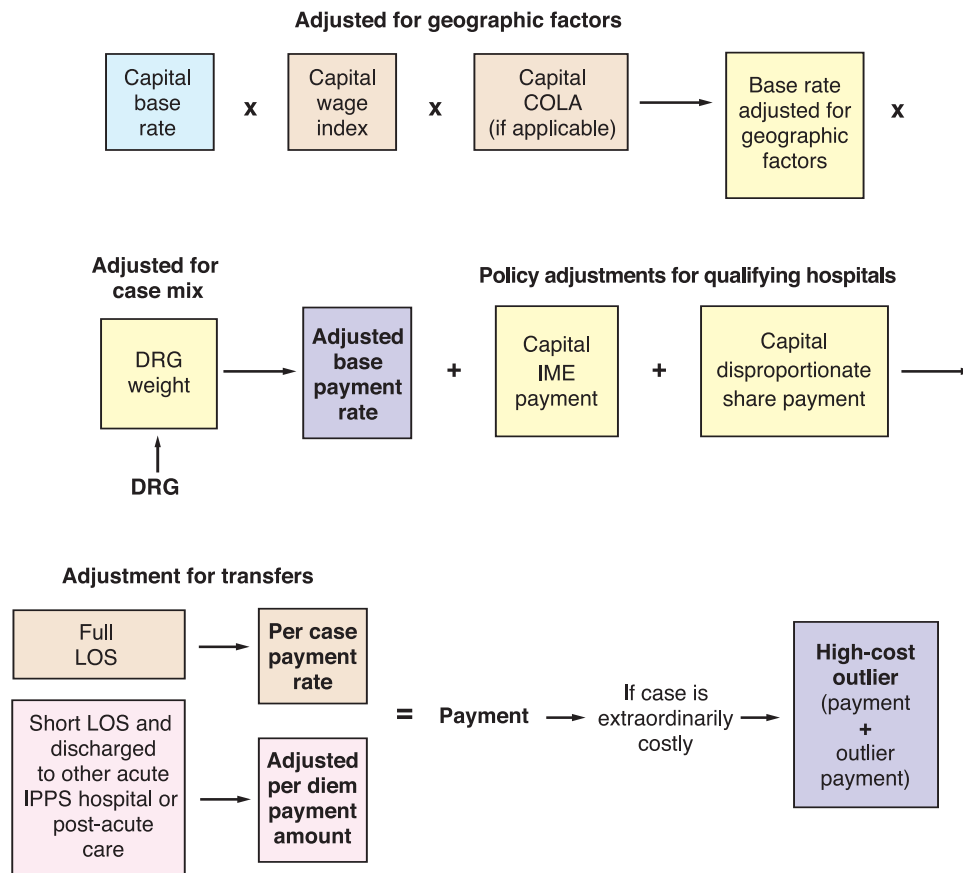 Adjusted for geographic factors
Capital
base
rate
x
Capital
wage
index
x
Capital
COLA
(if applicable)
Base rate
adjusted for
geographic
factors
x
Adjusted for
case mix
Policy adjustments for qualifying hospitals
DRG
weight
Adjusted
base
payment
rate
+
Capital
IME
payment
+
Capital
disproportionate
share payment
DRG
Adjustment for transfers
Full
LOS
Per case
payment
rate
Short LOS and
discharged
to other acute
IPPS hospital or
post-acute
care
Adjusted
per diem
payment
amount
=
Payment
If case is
extraordinarily
costly
High-cost
outlier
(payment
+
outlier
payment)